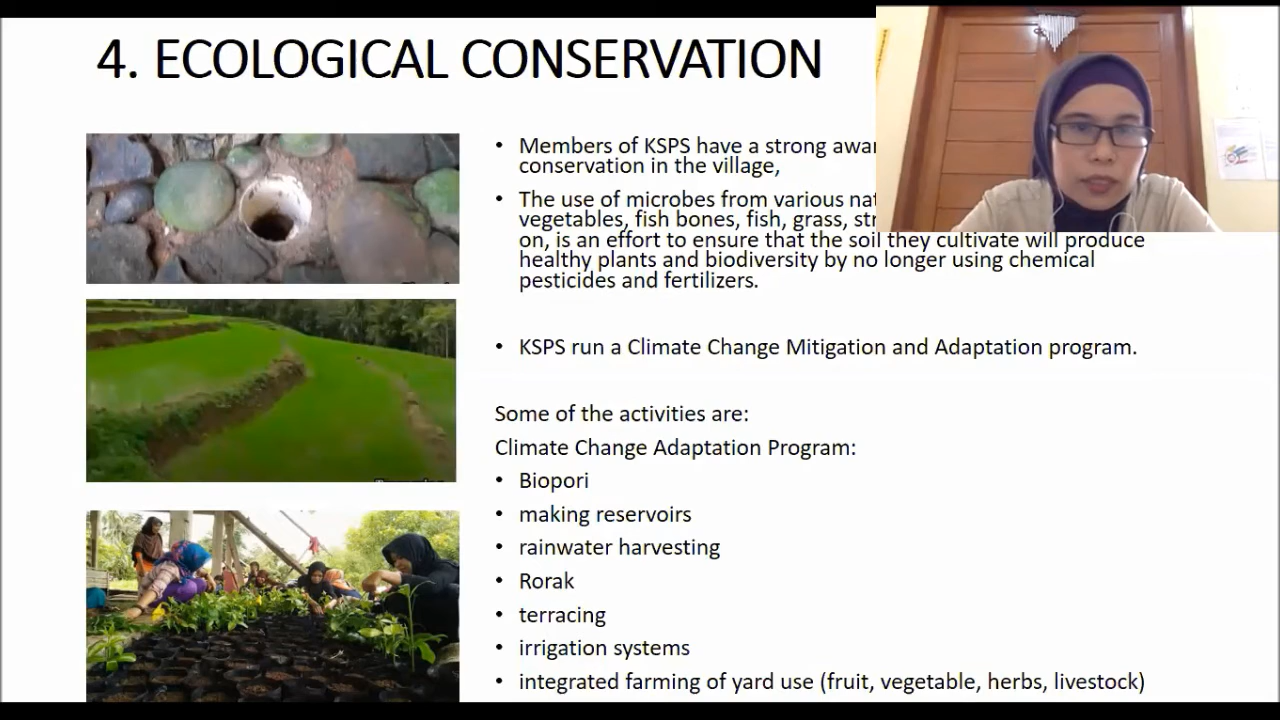 4. ECOLOGICAL CONSERVATION
• Members of KSPS have a strong
conservation in the village,
• The use of microbes from various
vegetables, fish bones, fish, grass,
on, is an effort to ensure that the soil they cultivate will produce
healthy plants and biodiversity by no longer using chemical
pesticides and fertilizers.
• KSPS run a Climate Change Mitigation and Adaptation program.
Some of the activities are:
Climate Change Adaptation Program:
• Biopori
• making reservoirs
• rainwater harvesting
• Rorak
• terracing
• irrigation systems
• integrated farming of yard use (fruit, vegetable, herbs, livestock)